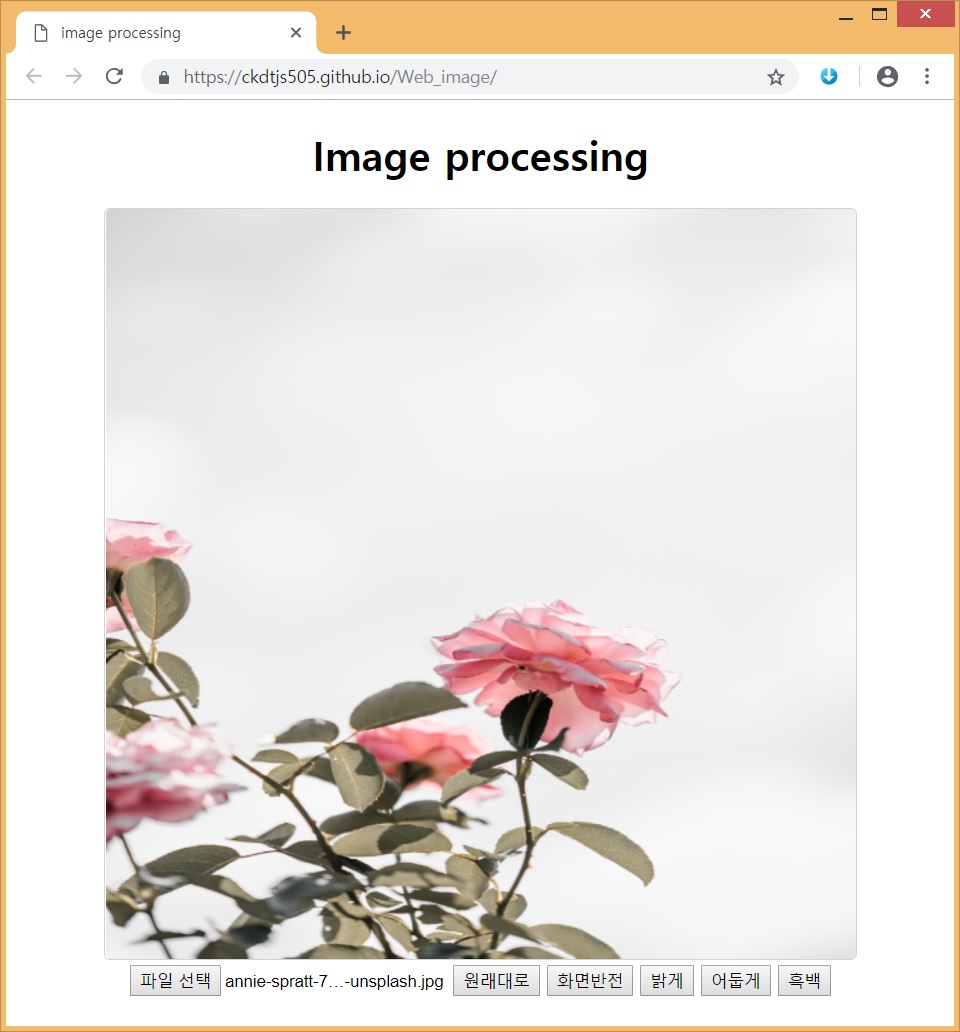 image processing
https://ckdtjs505.github.io/Web_image/
Image processing
파일 선택 annie-spratt-7…-unsplash.jpg 원래대로 화면반전 밝게 어둡게 흑백